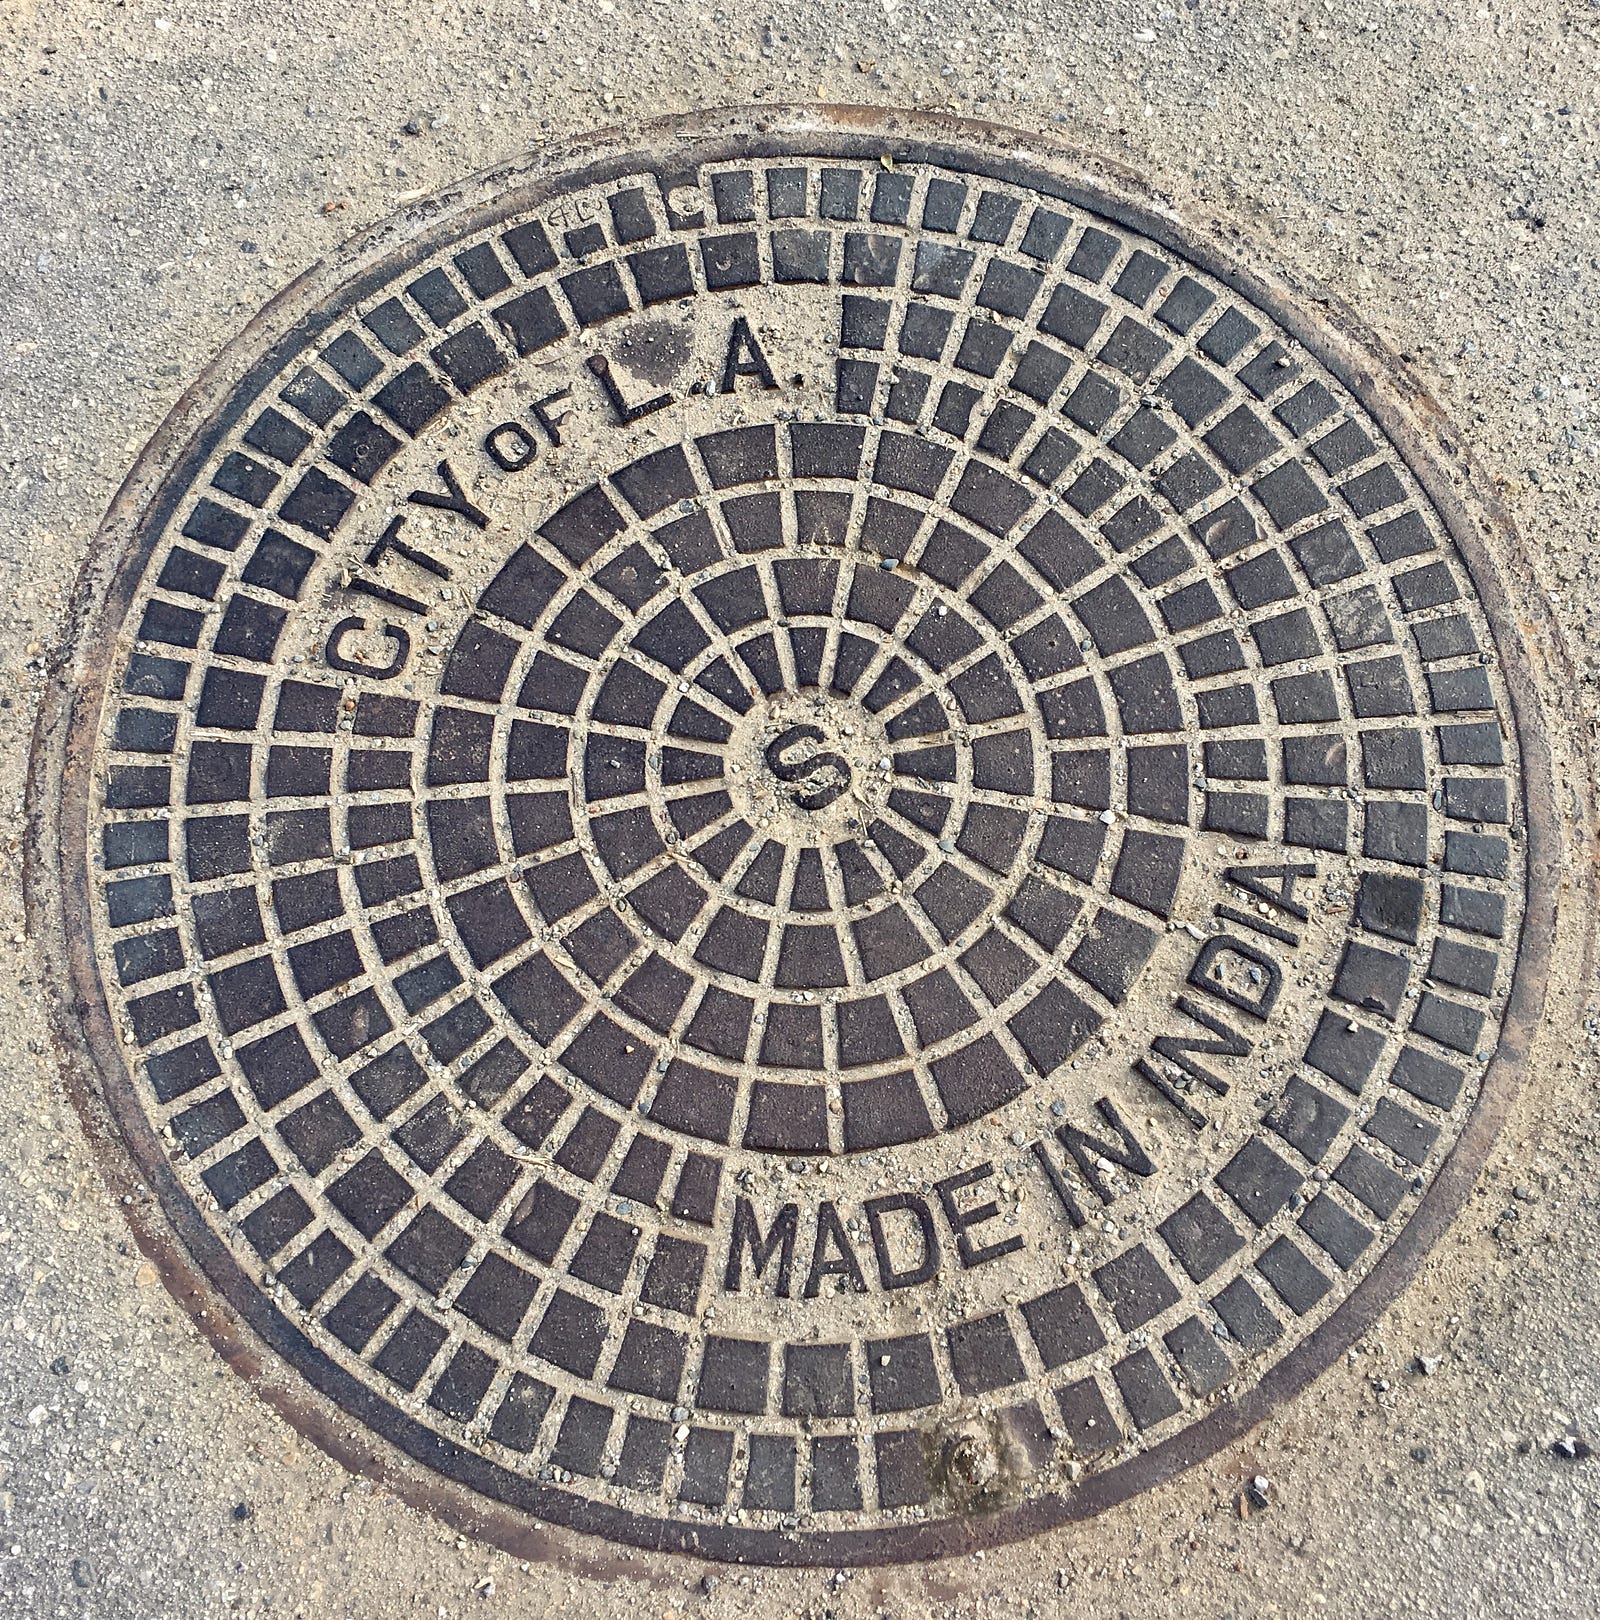 CITY OF L.A.
S
MADE IN INDIA